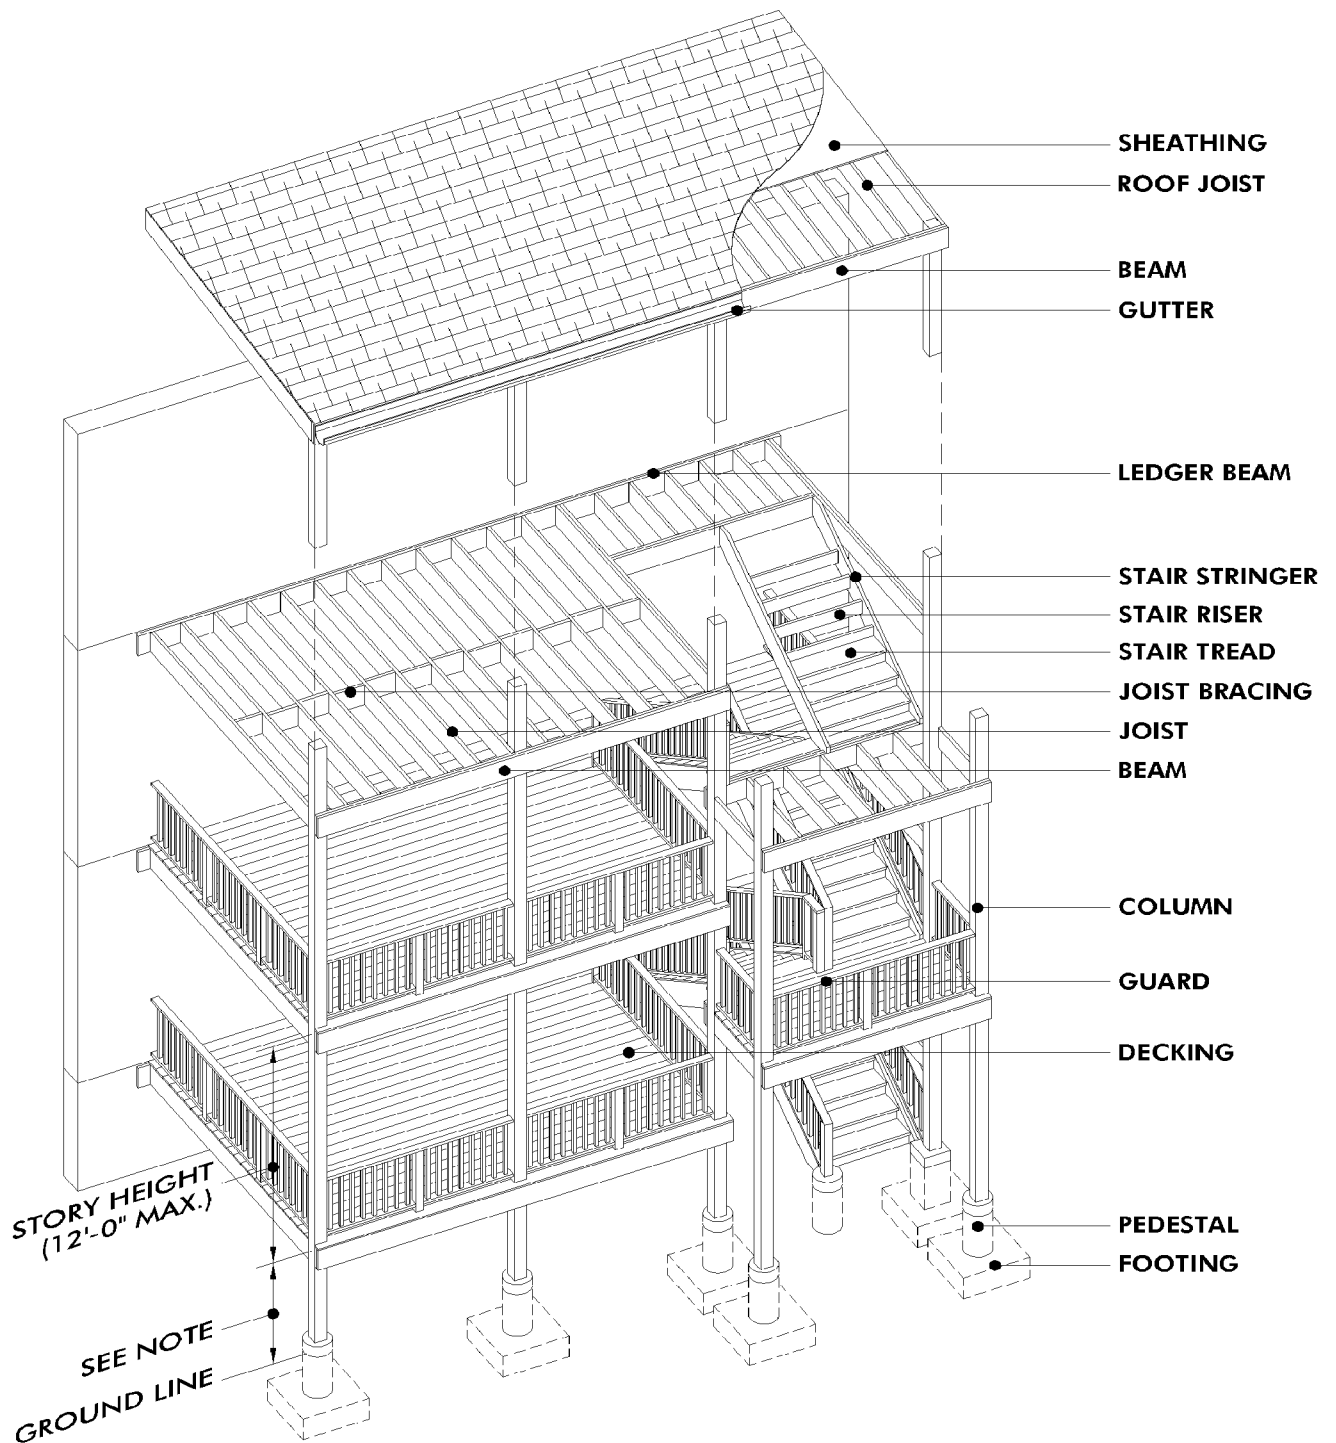 SHEATHING
ROOF JOIST
BEAM
GUTTER
LEDGER BEAM
STAIR STRINGER
STAIR RISER
STAIR TREAD
JOIST BRACING
JOIST
BEAM
COLUMN
GUARD
DECKING
STORY HEIGHT
(12'-0" MAX.)
PEDESTAL
FOOTING
SEE NOTE
GROUND LINE